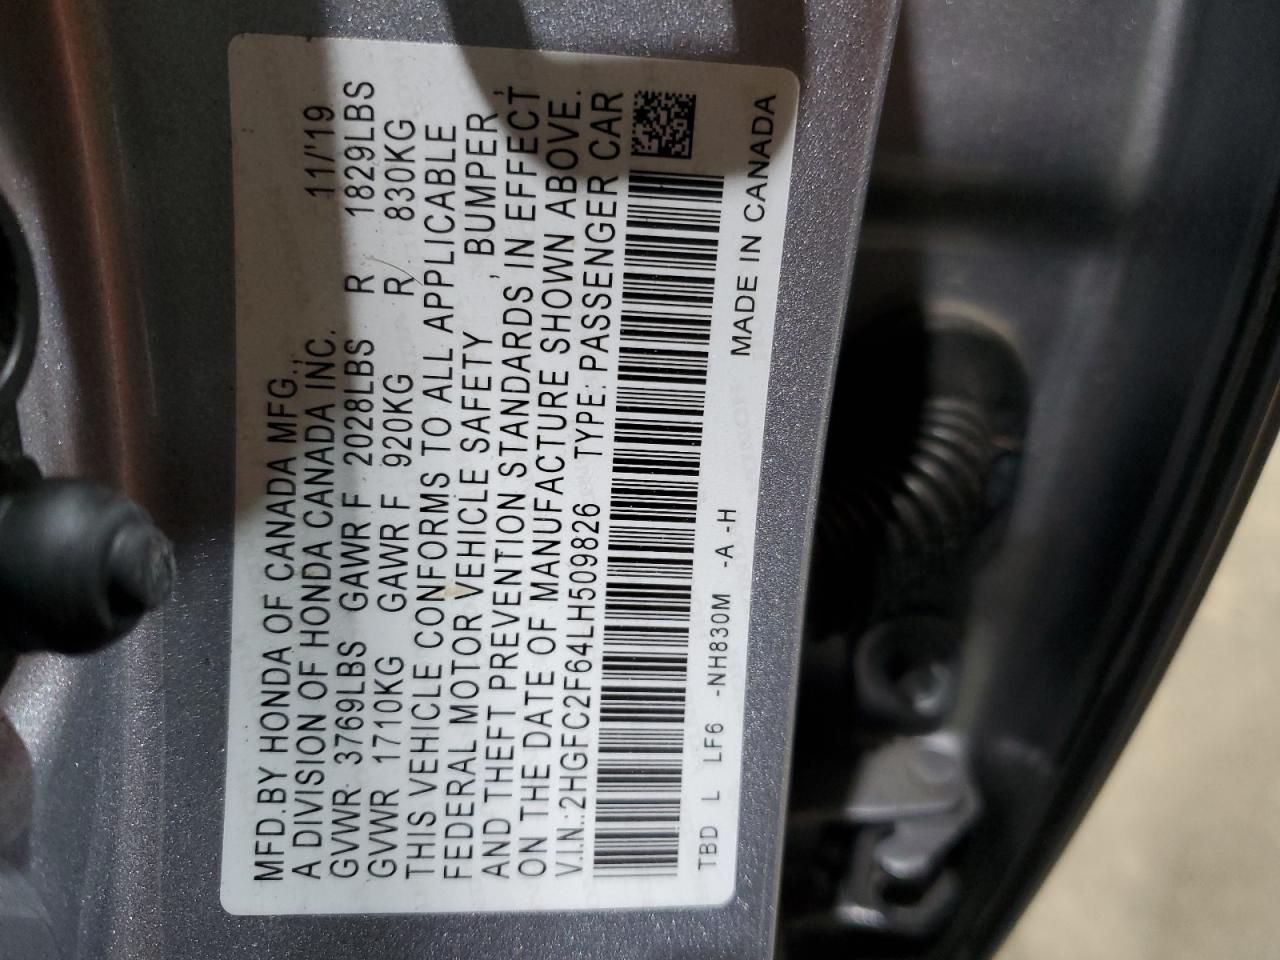 MFD.BY HONDA OF CANADA MFG.,
A DIVISION OF HONDA CANADA INC. 11/'19
GVWR 3769LBS GAWR F 2028LBS R 1829LBS
GVWR 1710KG GAWR F 920KG R 830KG
THIS VEHICLE CONFORMS TO ALL APPLICABLE
FEDERAL MOTOR VEHICLE SAFETY , BUMPER,
AND THEFT PREVENTION STANDARDS IN EFFECT
ON THE DATE OF MANUFACTURE SHOWN ABOVE.
V.I.N.:2HGFC2F64LH509826 TYPE: PASSENGER CAR
TBD L LF6 -NH830M -A -H MADE IN CANADA